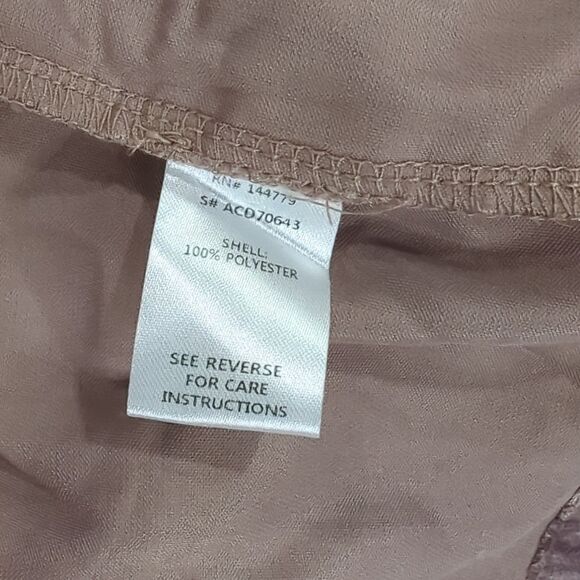 RN# 144779
S# ACD70643
SHELL:
100% POLYESTER
SEE REVERSE
FOR CARE
INSTRUCTIONS